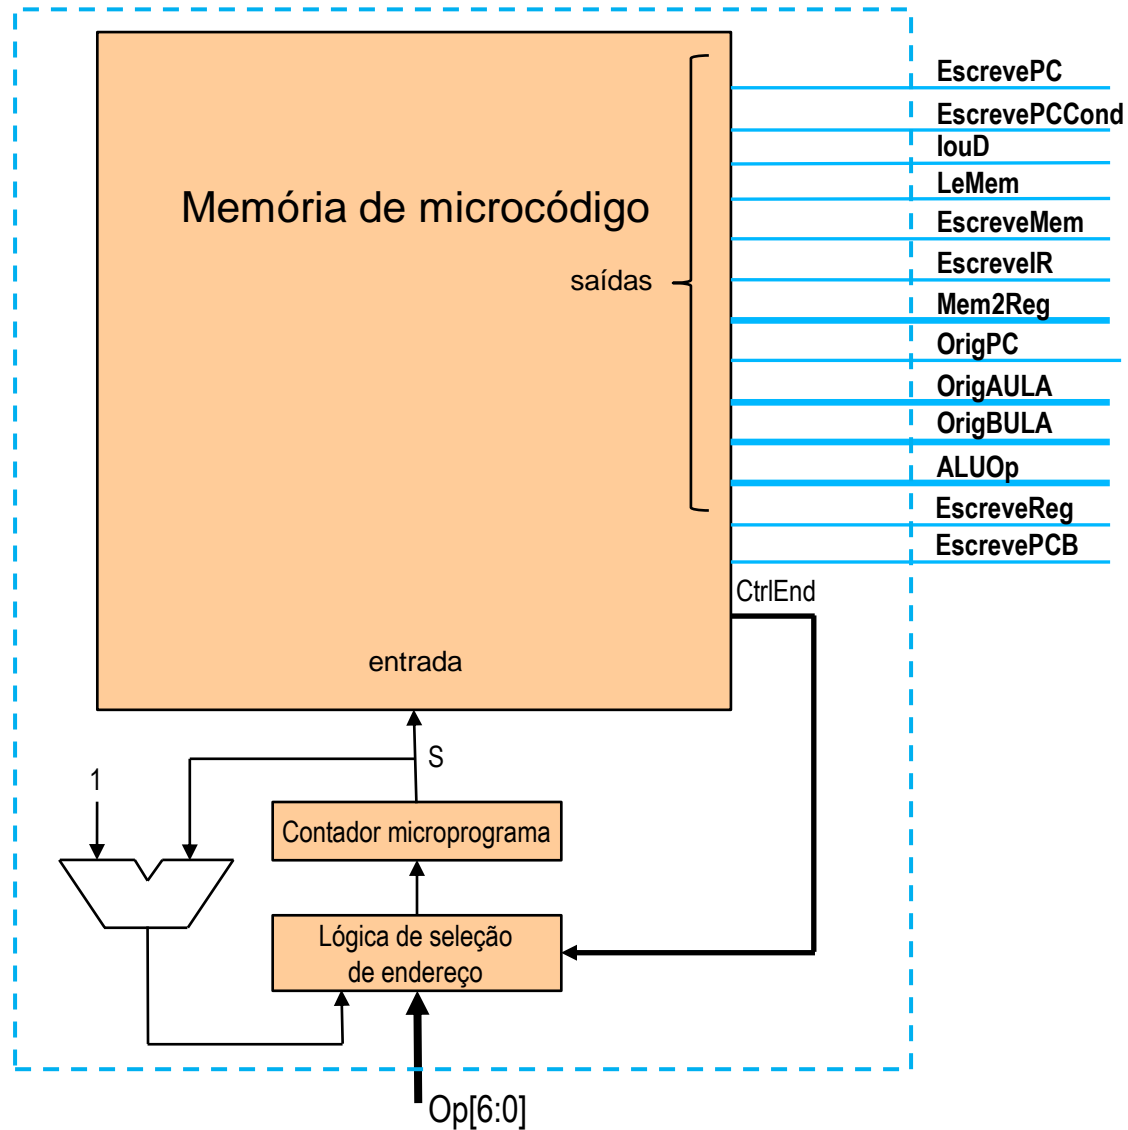 EscrevePC
EscrevePCCond
IouD
LeMem
Memória de microcódigo
EscreveMem
EscreveIR
saídas
Mem2Reg
OrigPC
OrigAULA
OrigBULA
ALUOp
EscreveReg
EscrevePCB
CtrlEnd
entrada
S
1
Contador microprograma
Lógica de seleção
de endereço
Op[6:0]